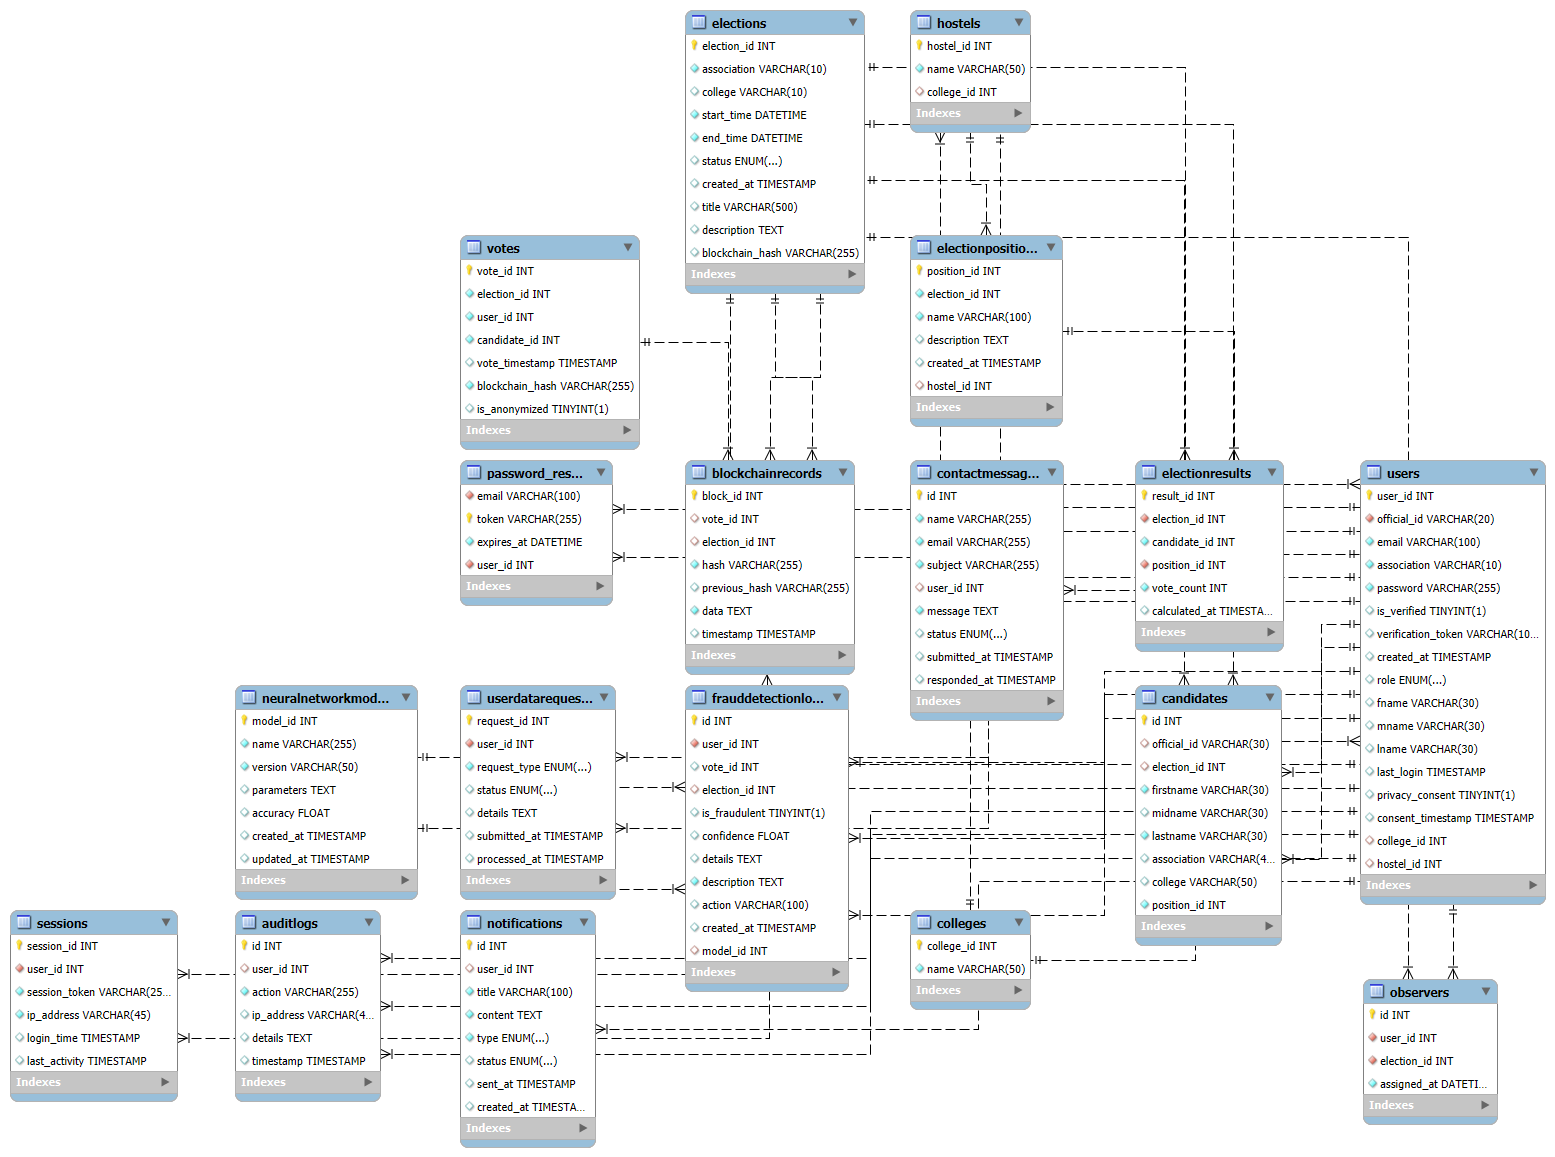 elections
election_id INT
association VARCHAR(10)
college VARCHAR(10)
start_time DATETIME
end_time DATETIME
status ENUM(...)
created_at TIMESTAMP
title VARCHAR(500)
description TEXT
blockchain_hash VARCHAR(255)
Indexes
hostels
hostel_id INT
name VARCHAR(50)
college_id INT
Indexes
votes
vote_id INT
election_id INT
user_id INT
candidate_id INT
vote_timestamp TIMESTAMP
blockchain_hash VARCHAR(255)
is_anonymized TINYINT(1)
Indexes
electionpositio...
position_id INT
election_id INT
name VARCHAR(100)
description TEXT
created_at TIMESTAMP
hostel_id INT
Indexes
password_res...
email VARCHAR(100)
token VARCHAR(255)
expires_at DATETIME
user_id INT
Indexes
blockchainrecords
block_id INT
vote_id INT
election_id INT
hash VARCHAR(255)
previous_hash VARCHAR(255)
data TEXT
timestamp TIMESTAMP
Indexes
contactmessag...
id INT
name VARCHAR(255)
email VARCHAR(255)
subject VARCHAR(255)
user_id INT
message TEXT
status ENUM(...)
submitted_at TIMESTAMP
responded_at TIMESTAMP
Indexes
electionresults
result_id INT
election_id INT
candidate_id INT
position_id INT
vote_count INT
calculated_at TIMESTA...
Indexes
users
user_id INT
official_id VARCHAR(20)
email VARCHAR(100)
association VARCHAR(10)
password VARCHAR(255)
is_verified TINYINT(1)
verification_token VARCHAR(10...
created_at TIMESTAMP
role ENUM(...)
fname VARCHAR(30)
mname VARCHAR(30)
lname VARCHAR(30)
last_login TIMESTAMP
privacy_consent TINYINT(1)
consent_timestamp TIMESTAMP
college_id INT
hostel_id INT
Indexes
neuralnetworkmod...
model_id INT
name VARCHAR(255)
version VARCHAR(50)
parameters TEXT
accuracy FLOAT
created_at TIMESTAMP
updated_at TIMESTAMP
Indexes
userdatareques...
request_id INT
user_id INT
request_type ENUM(...)
status ENUM(...)
details TEXT
submitted_at TIMESTAMP
processed_at TIMESTAMP
Indexes
frauddetectionlo...
id INT
user_id INT
vote_id INT
election_id INT
is_fraudulent TINYINT(1)
confidence FLOAT
details TEXT
description TEXT
action VARCHAR(100)
created_at TIMESTAMP
model_id INT
Indexes
candidates
id INT
official_id VARCHAR(30)
election_id INT
firstname VARCHAR(30)
midname VARCHAR(30)
lastname VARCHAR(30)
association VARCHAR(4...
college VARCHAR(50)
position_id INT
Indexes
sessions
session_id INT
user_id INT
session_token VARCHAR(25...
ip_address VARCHAR(45)
login_time TIMESTAMP
last_activity TIMESTAMP
Indexes
auditlogs
id INT
user_id INT
action VARCHAR(255)
ip_address VARCHAR(4...
details TEXT
timestamp TIMESTAMP
Indexes
notifications
id INT
user_id INT
title VARCHAR(100)
content TEXT
type ENUM(...)
status ENUM(...)
sent_at TIMESTAMP
created_at TIMESTA...
Indexes
colleges
college_id INT
name VARCHAR(50)
Indexes
observers
id INT
user_id INT
election_id INT
assigned_at DATETI...
Indexes